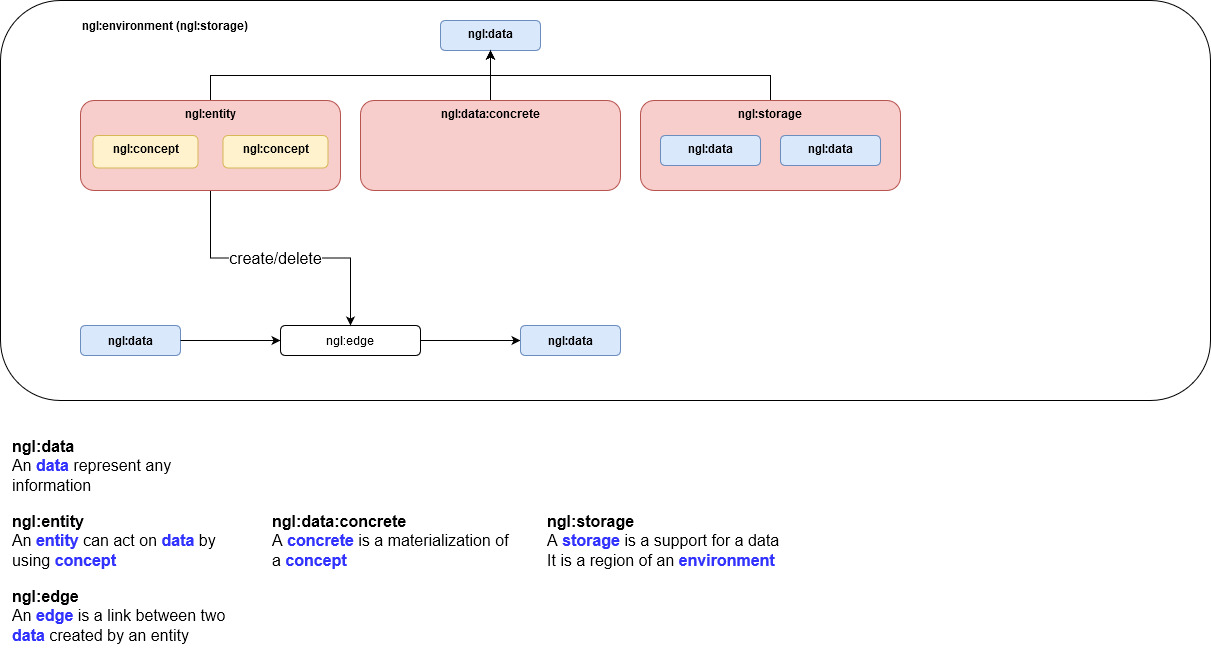 ngl:environment (ngl:storage)
ngl:data
ngl:entity
ngl:data:concrete
ngl:storage
ngl:concept
ngl:concept
ngl:data
ngl:data
create/delete
ngl:data
ngl:edge
ngl:data
ngl:data
An data represent any
information
ngl:entity
An entity can act on data by
using concept
ngl:data:concrete
A concrete is a materialization of
a concept
ngl:storage
A storage is a support for a data
It is a region of an environment
ngl:edge
An edge is a link between two
data created by an entity